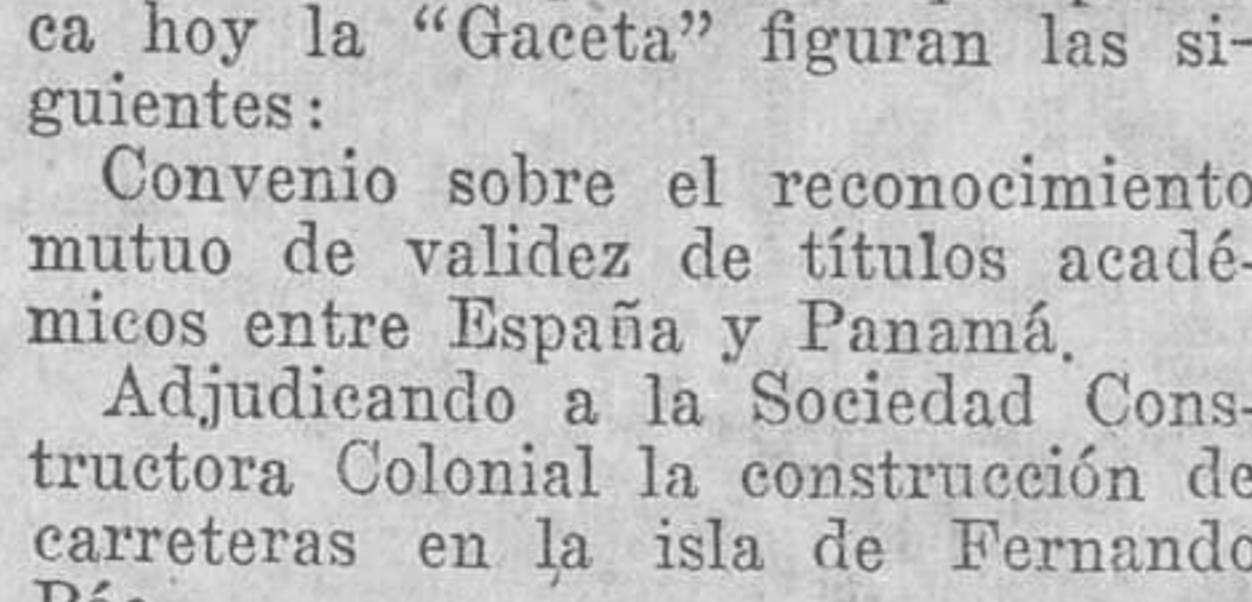 ca hoy la “Gaceta” figuran las si-
guientes:
Convenio sobre el reconocimiento
mutuo de validez de títulos acadé-
micos entre España y Panamá.
Adjudicando a la Sociedad Cons-
tructora Colonial la construcción de
carreteras en la isla de Fernando